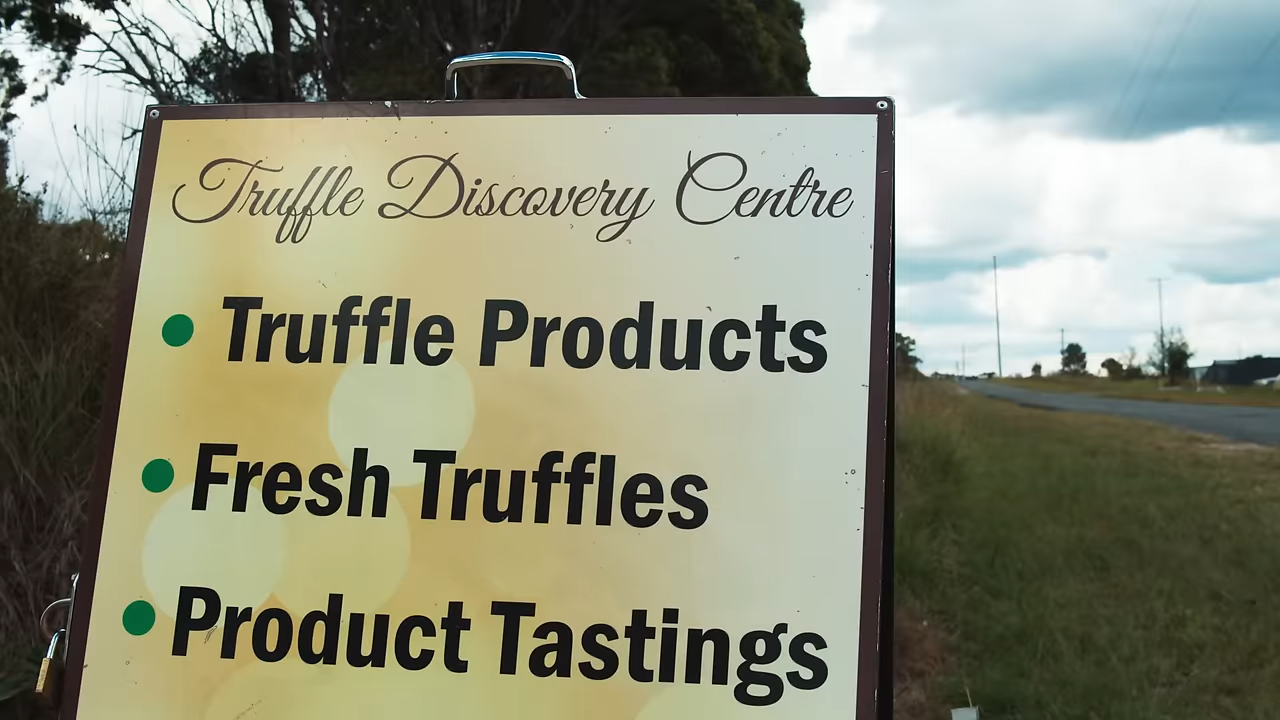 Truffle Discovery Centre
Truffle Products
Fresh Truffles
Product Tastings